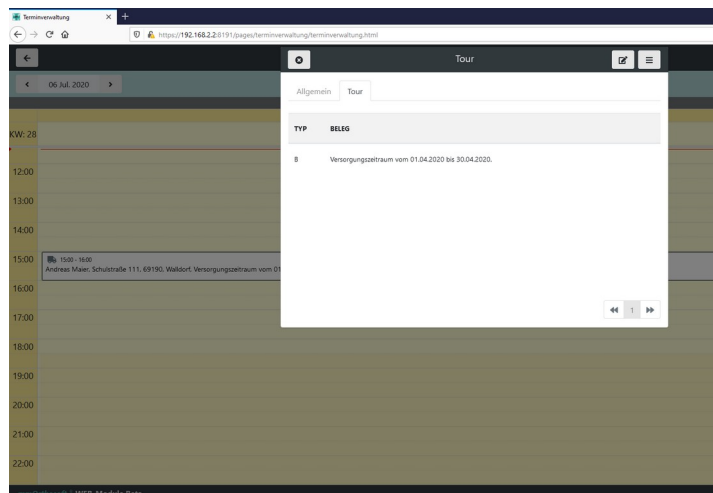 Terminverwaltung
https://192.168.2.2:8191/pages/terminverwaltung/terminverwaltung.html
Tour
06 Jul. 2020
Allgemein Tour
TYP BELEG
KW: 28
B Versorgungszeitraum vom 01.04.2020 bis 30.04.2020.
12:00
13:00
14:00
15:00 15:00 - 16:00
Andreas Maier, Schulstraße 111, 69190, Walldorf: Versorgungszeitraum vom 01
16:00
1
17:00
18:00
19:00
20:00
21:00
22:00